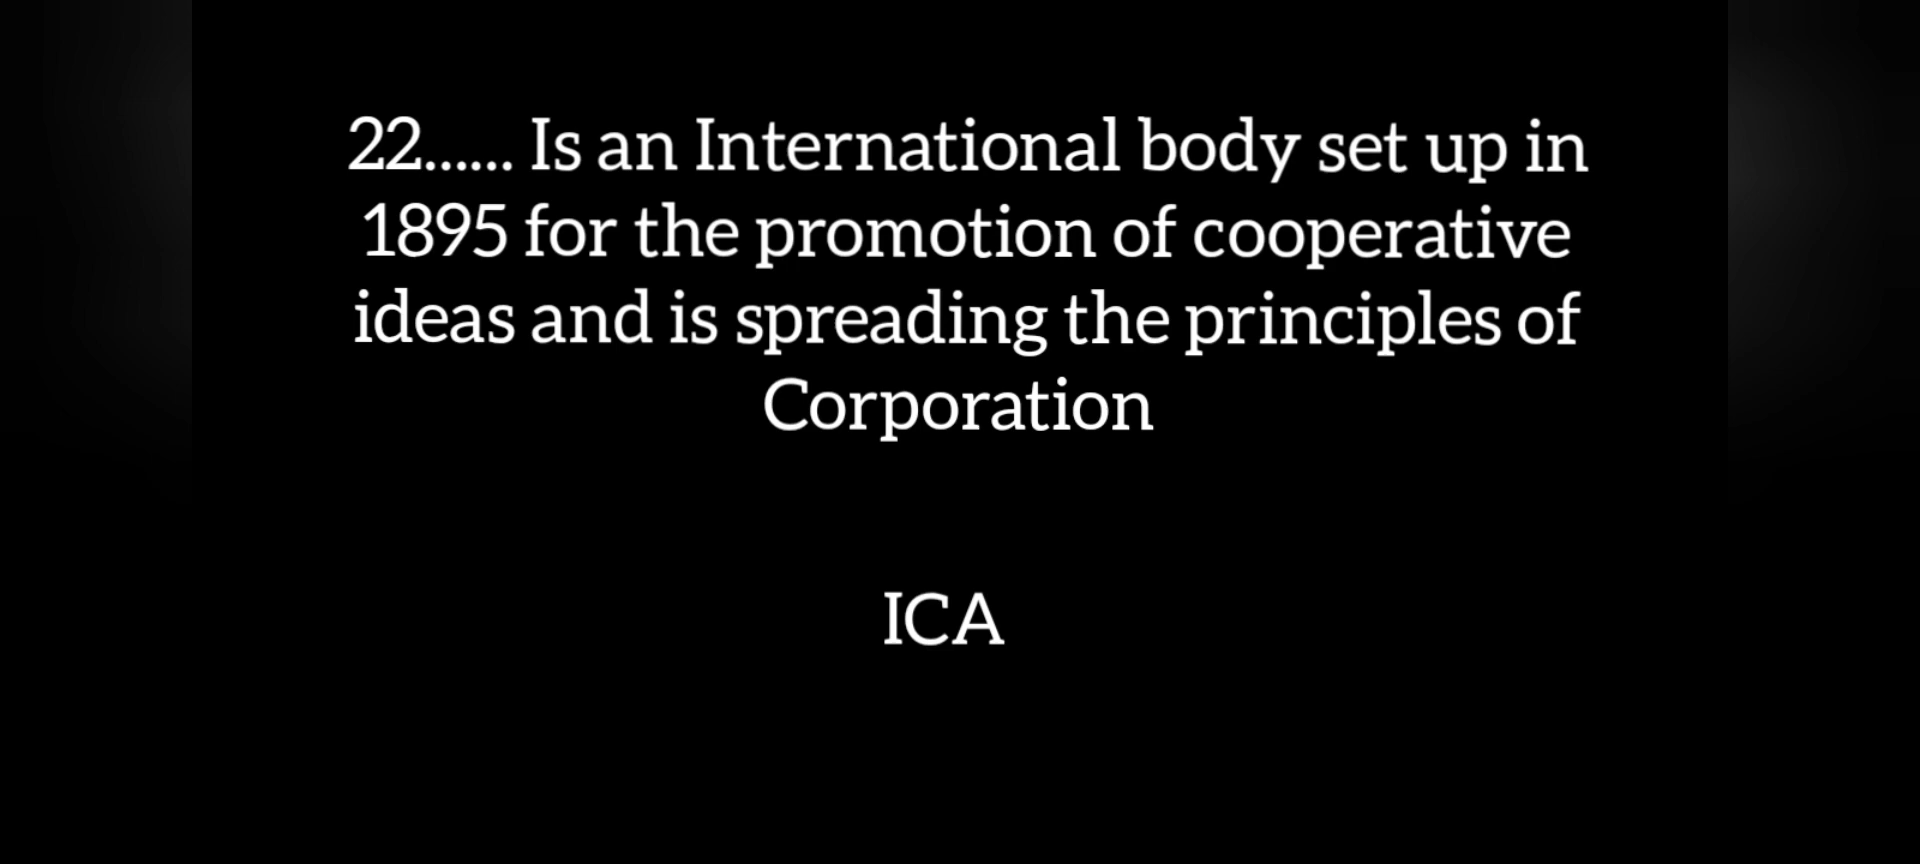 22...... Is an International body set up in
1895 for the promotion of cooperative
ideas and is spreading the principles of
Corporation
ICA